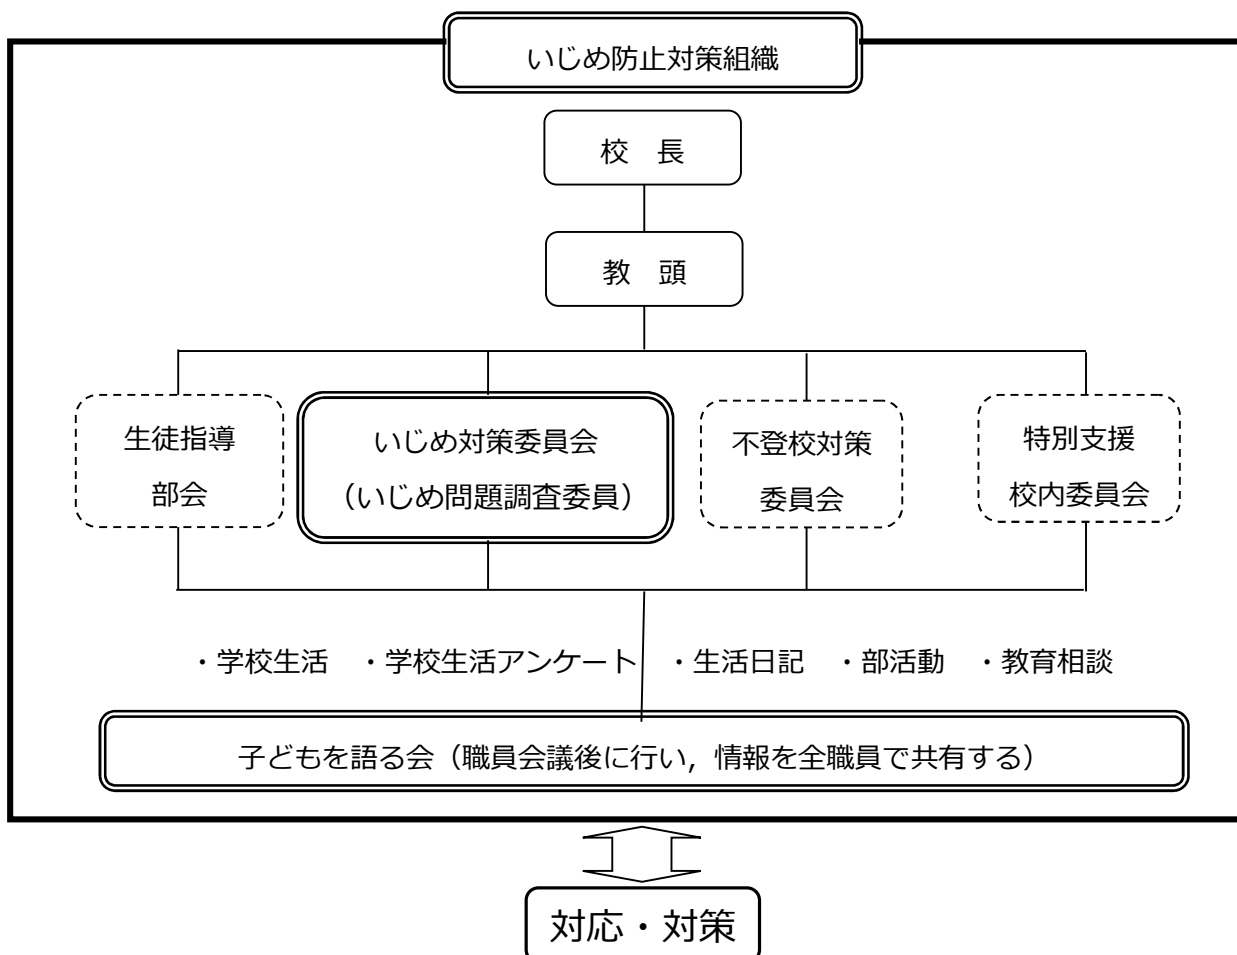 いじめ防止対策組織
校　長
教　頭
生徒指導
部会
いじめ対策委員会
（いじめ問題調査委員）
不登校対策
委員会
特別支援
校内委員会
・学校生活　・学校生活アンケート　・生活日記　・部活動　・教育相談
子どもを語る会（職員会議後に行い，情報を全職員で共有する）
対応・対策